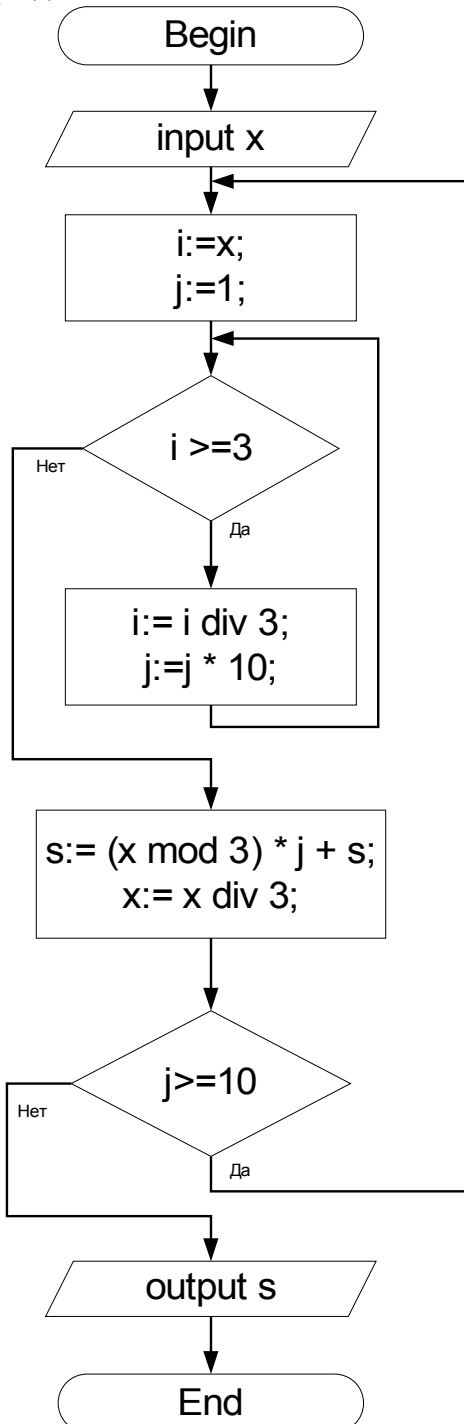 Begin
input x
i:=x;
j:=1;
i >=3
Нет
Да
i:= i div 3;
j:=j * 10;
s:= (x mod 3) * j + s;
x:= x div 3;
j>=10
Нет
Да
output s
End